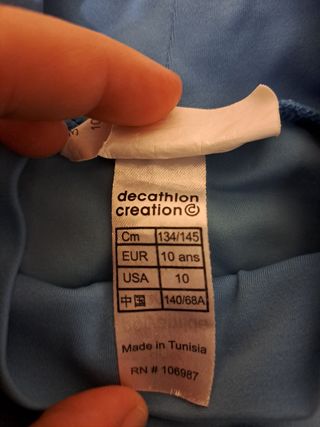 decathlon
creation©
Cm 134/145
EUR 10 ans
USA 10
中国 140/68A
Made in Tunisia
RN # 106987